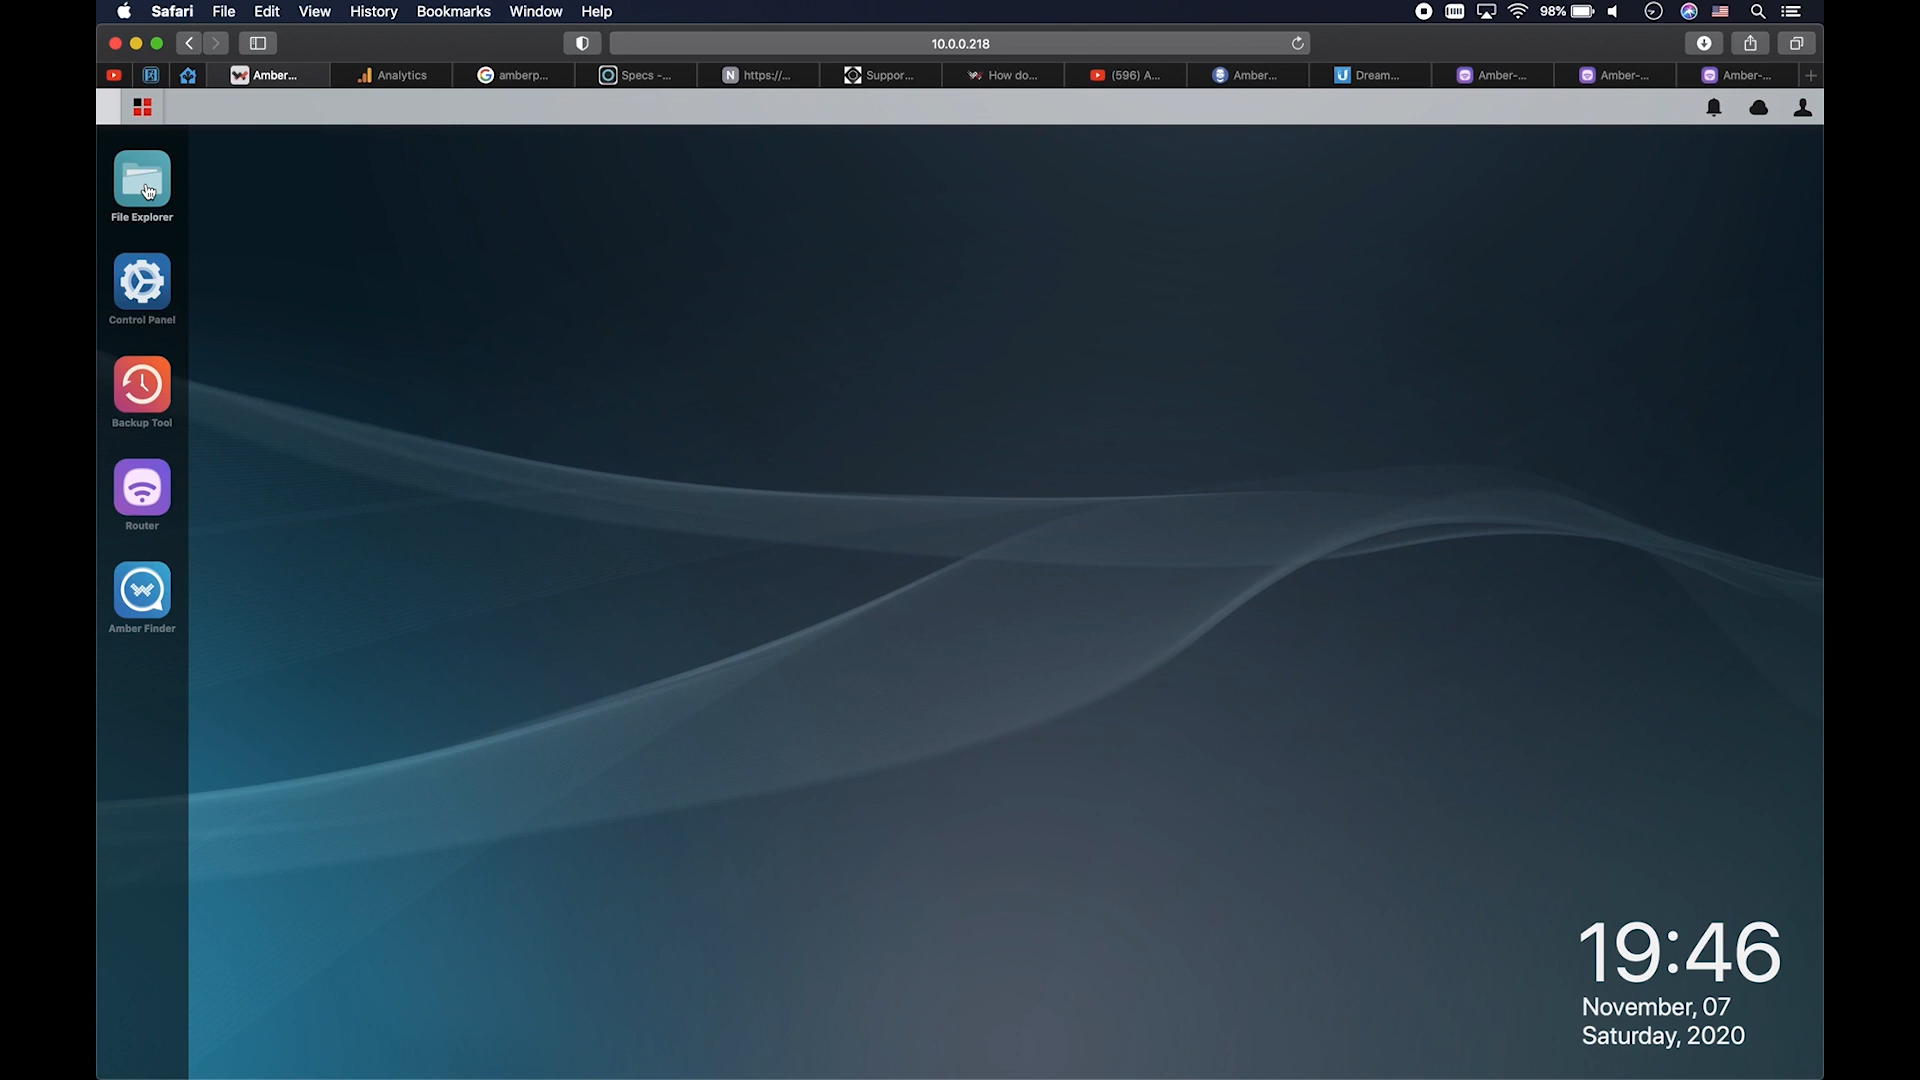 Safari File Edit View History Bookmarks Window Help 98%
10.0.0.218
Amber... Analytics amberp... Specs -... https://... Suppor... How do... (596) A... Amber... Dream... Amber-... Amber-... Amber-...
File Explorer
Control Panel
Backup Tool
Router
Amber Finder
19:46
November, 07
Saturday, 2020